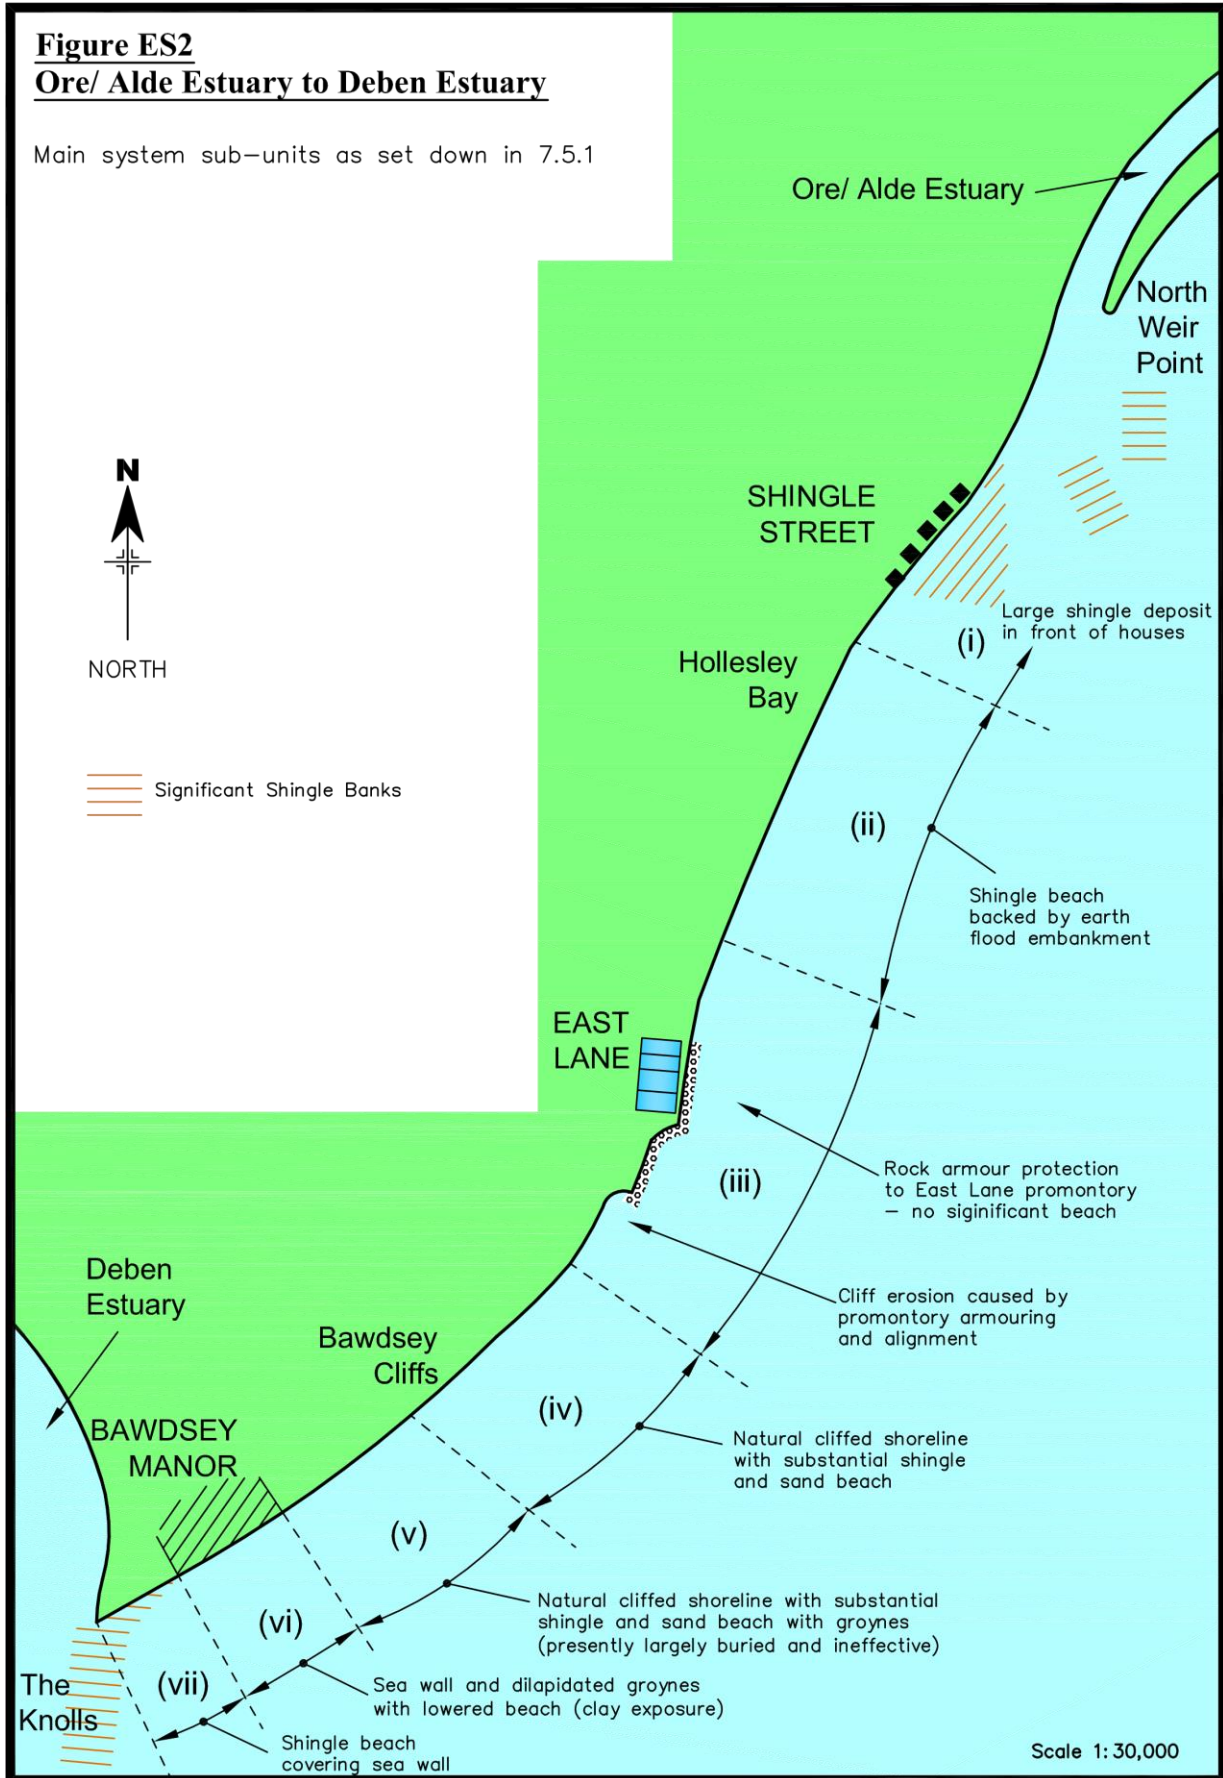 Figure ES2
Ore/ Alde Estuary to Deben Estuary
Main system sub-units as set down in 7.5.1
Ore/ Alde Estuary
North
Weir
Point
N
NORTH
SHINGLE
STREET
Large shingle deposit
in front of houses
(i)
Hollesley
Bay
Significant Shingle Banks
(ii)
Shingle beach
backed by earth
flood embankment
EAST
LANE
Rock armour protection
to East Lane promontory
– no siginificant beach
(iii)
Deben
Estuary
Cliff erosion caused by
promontory armouring
and alignment
Bawdsey
Cliffs
(iv)
BAWDSEY
MANOR
Natural cliffed shoreline
with substantial shingle
and sand beach
(v)
Natural cliffed shoreline with substantial
shingle and sand beach with groynes
(presently largely buried and ineffective)
(vi)
The
Knolls
(vii)
Sea wall and dilapidated groynes
with lowered beach (clay exposure)
Shingle beach
covering sea wall
Scale 1:30,000